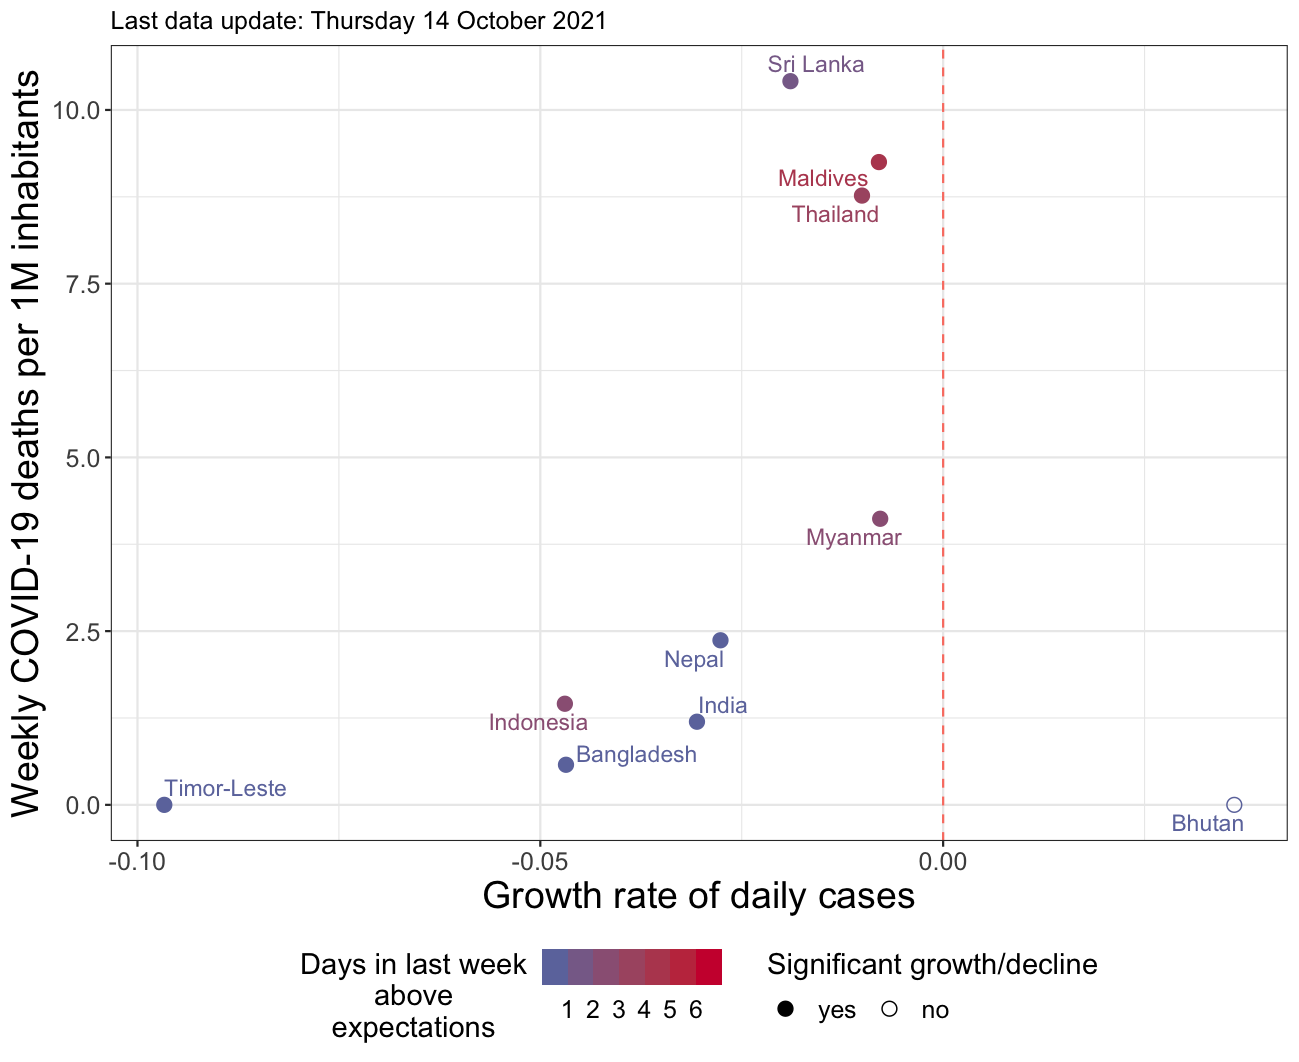 Last data update: Thursday 14 October 2021
Weekly COVID-19 deaths per 1M inhabitants
10.0
7.5
5.0
2.5
0.0
Sri Lanka
Maldives
Thailand
Myanmar
Nepal
India
Indonesia
Bangladesh
Timor-Leste
Bhutan
-0.10
-0.05
0.00
Growth rate of daily cases
Days in last week
above
expectations
1 2 3 4 5 6
Significant growth/decline
yes no